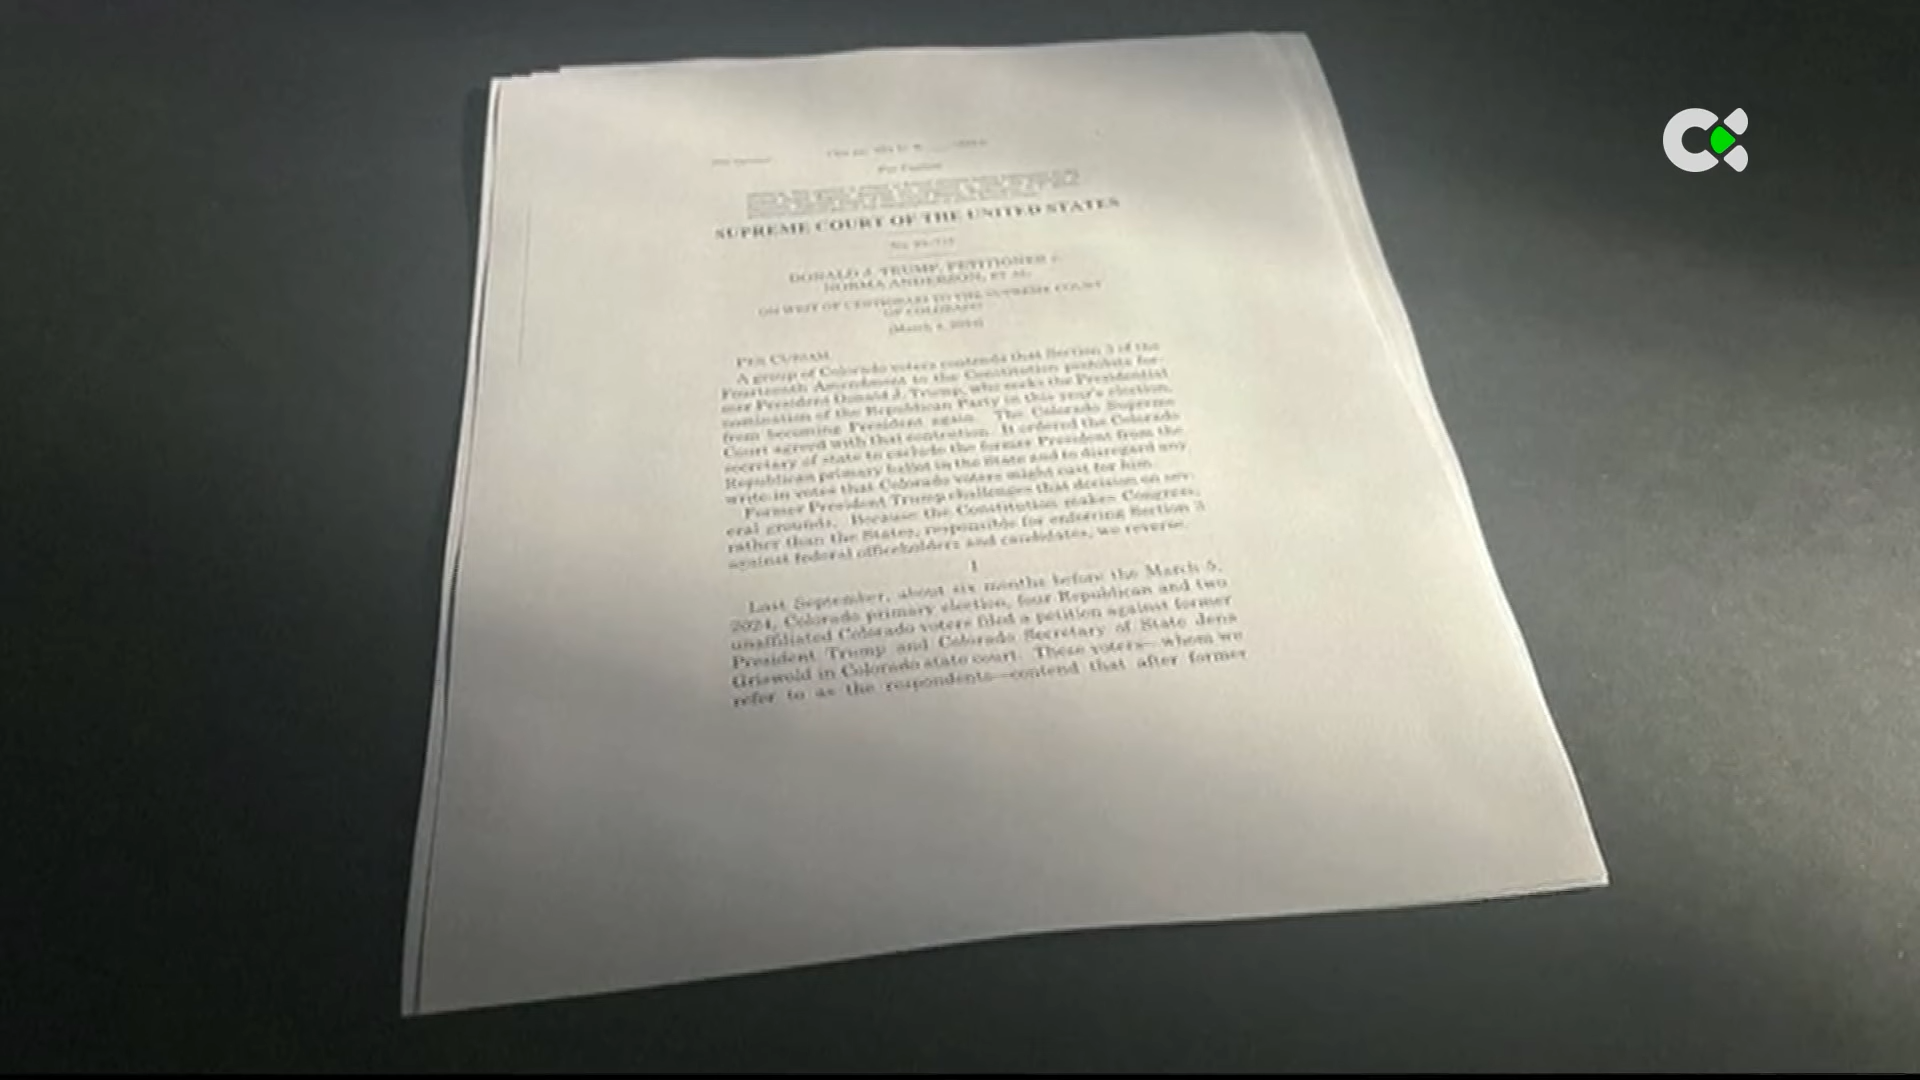 Per Curiam
SUPREME COURT OF THE UNITED STATES
DONALD J. TRUMP, PETITIONER v.
NORMA ANDERSON, ET AL.
ON WRIT OF CERTIORARI TO THE SUPREME COURT
OF COLORADO
[March 4, 2024]
PER CURIAM.
A group of Colorado voters contends that Section 3 of the
Fourteenth Amendment to the Constitution prohibits for-
mer President Donald J. Trump, who seeks the Presidential
nomination of the Republican Party in this year's election,
from becoming President again. The Colorado Supreme
Court agreed with that contention. It ordered the Colorado
secretary of state to exclude the former President from the
Republican primary ballot in the State and to disregard any
write-in votes that Colorado voters might cast for him.
Former President Trump challenges that decision on sev-
eral grounds. Because the Constitution makes Congress,
rather than the States, responsible for enforcing Section 3
against federal officeholders and candidates, we reverse.
I
Last September, about six months before the March 5,
2024, Colorado primary election, four Republican and two
unaffiliated Colorado voters filed a petition against former
President Trump and Colorado Secretary of State Jena
Griswold in Colorado state court. These voters—whom we
refer to as the respondents—contend that after former